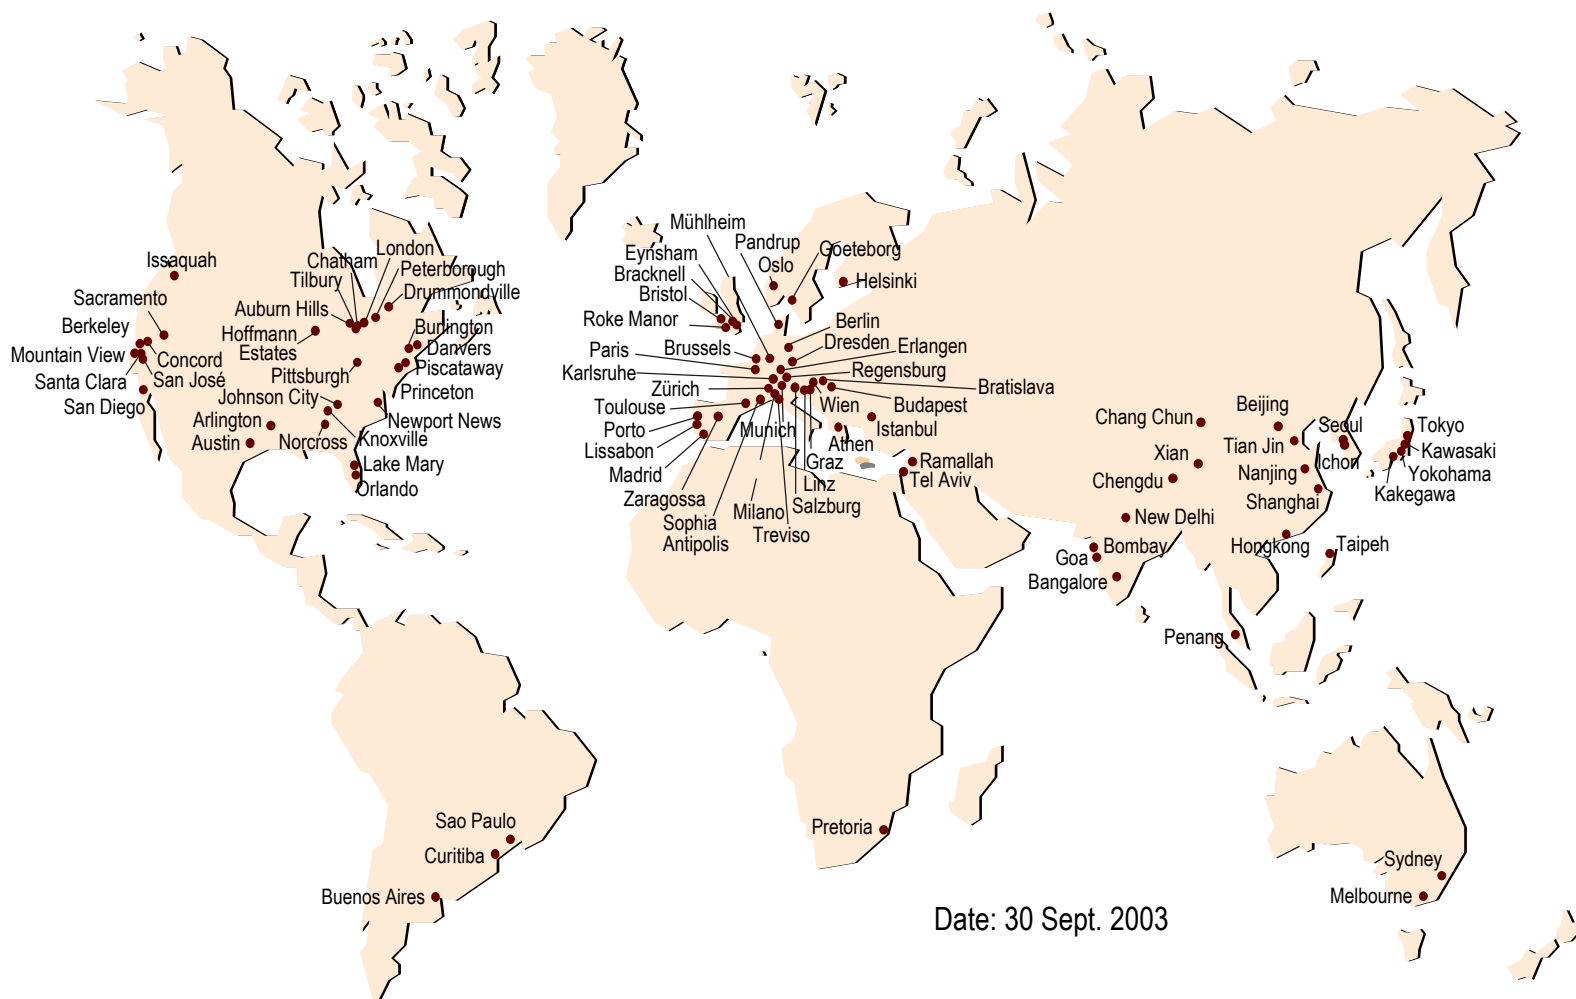 Issaquah
Sacramento
Berkeley
Mountain View
Concord
Santa Clara
San José
San Diego
Chatham
London
Tilbury
Peterborough
Drummondville
Auburn Hills
Hoffmann
Estates
Burlington
Danvers
Piscataway
Pittsburgh
Princeton
Johnson City
Newport News
Arlington
Austin
Norcross
Knoxville
Lake Mary
Orlando
Sao Paulo
Curitiba
Buenos Aires
Mühlheim
Eynsham
Bracknell
Bristol
Roke Manor
Pandrup
Oslo
Goeteborg
Helsinki
Paris
Brussels
Karlsruhe
Zürich
Toulouse
Porto
Lissabon
Madrid
Zaragossa
Sophia
Antipolis
Berlin
Dresden
Erlangen
Regensburg
Bratislava
Wien
Budapest
Munich
Istanbul
Athen
Graz
Linz
Salzburg
Milano
Treviso
Ramallah
Tel Aviv
Pretoria
Chang Chun
Beijing
Seoul
Tokyo
Xian
Tian Jin
Ichon
Kawasaki
Chengdu
Nanjing
Yokohama
Kakegawa
Shanghai
New Delhi
Bombay
Hongkong
Taipeh
Goa
Bangalore
Penang
Sydney
Melbourne
Date: 30 Sept. 2003